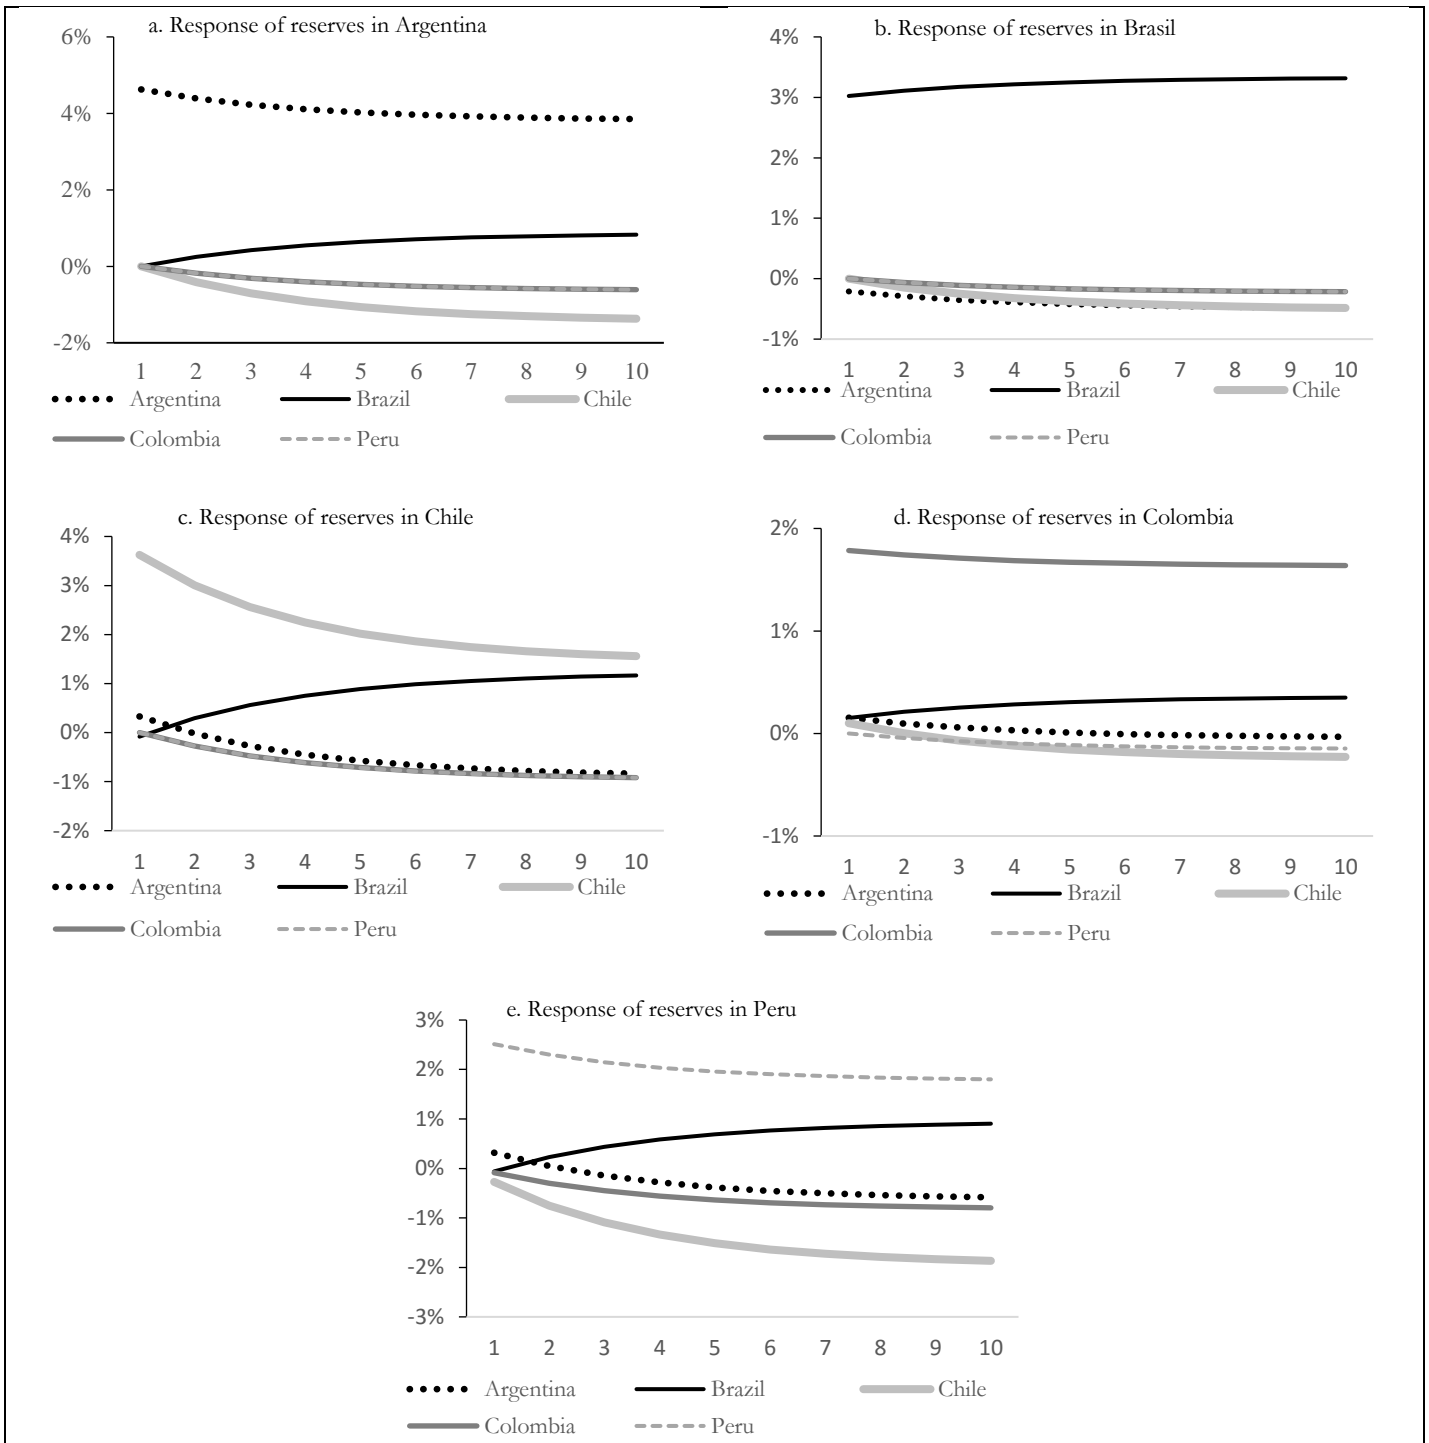 a. Response of reserves in Argentina
6%
4%
2%
0%
-2%
1 2 3 4 5 6 7 8 9 10
Argentina Brazil Chile
Colombia Peru
b. Response of reserves in Brasil
4%
3%
2%
1%
0%
-1%
1 2 3 4 5 6 7 8 9 10
Argentina Brazil Chile
Colombia Peru
c. Response of reserves in Chile
4%
3%
2%
1%
0%
-1%
-2%
1 2 3 4 5 6 7 8 9 10
Argentina Brazil Chile
Colombia Peru
d. Response of reserves in Colombia
2%
1%
0%
-1%
1 2 3 4 5 6 7 8 9 10
Argentina Brazil Chile
Colombia Peru
e. Response of reserves in Peru
3%
2%
1%
0%
-1%
-2%
-3%
1 2 3 4 5 6 7 8 9 10
Argentina Brazil Chile
Colombia Peru